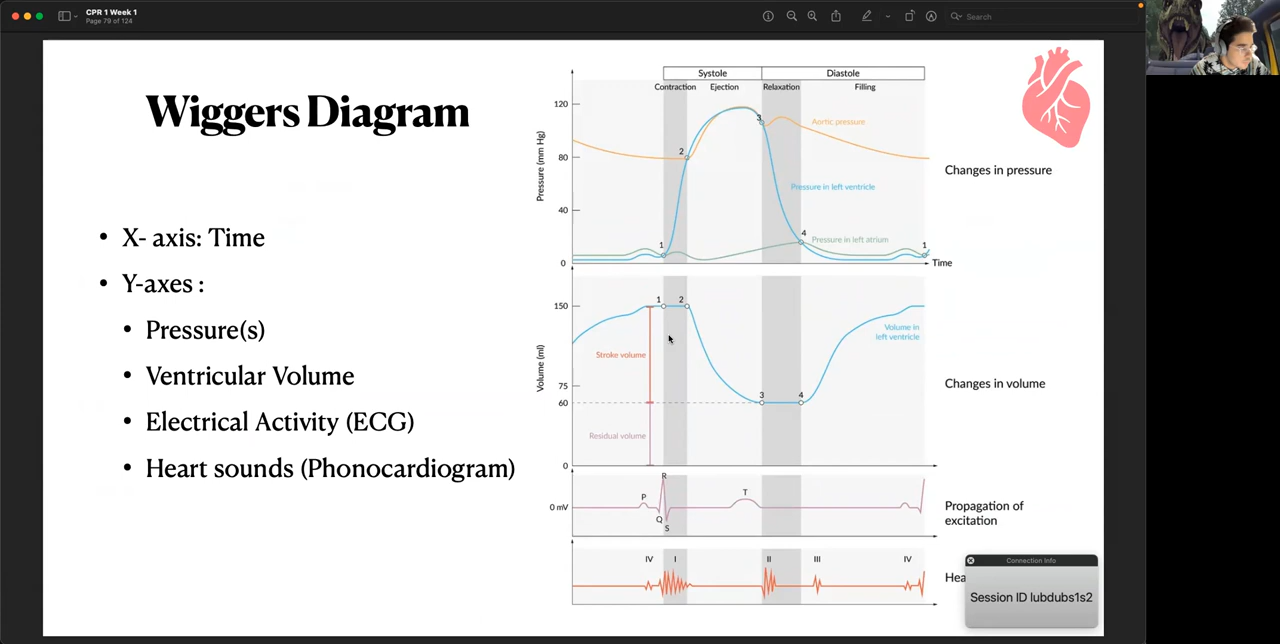 CPR 1 Week 1
Page 79 of 124
Search
Wiggers Diagram
• X- axis: Time
• Y-axes :
• Pressure(s)
• Ventricular Volume
• Electrical Activity (ECG)
• Heart sounds (Phonocardiogram)
Systole Diastole
Contraction Ejection Relaxation Filling
Pressure (mm Hg)
120
80
40
0
1
2
3
4
1
Aortic pressure
Pressure in left ventricle
Pressure in left atrium
Time
Changes in pressure
Volume (ml)
150
75
60
0
1
2
3
4
Stroke volume
Residual volume
Volume in
left ventricle
Changes in volume
0 mV
P
Q
R
S
T
Propagation of
excitation
IV I II III IV
Hea
Connection Info
Session ID lubdubs1s2